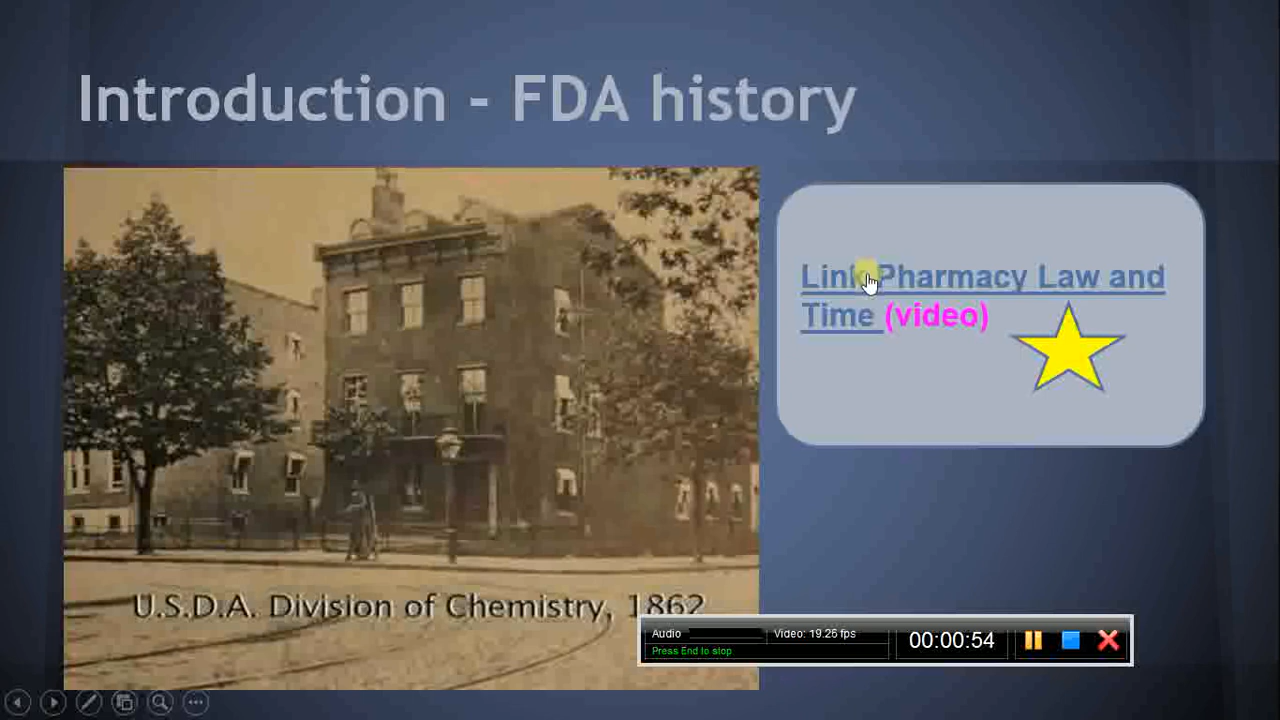 Introduction - FDA history
Link Pharmacy Law and
Time (video)
U.S.D.A. Division of Chemistry, 1862
Audio
Video: 19.26 fps
Press End to stop
00:00:54